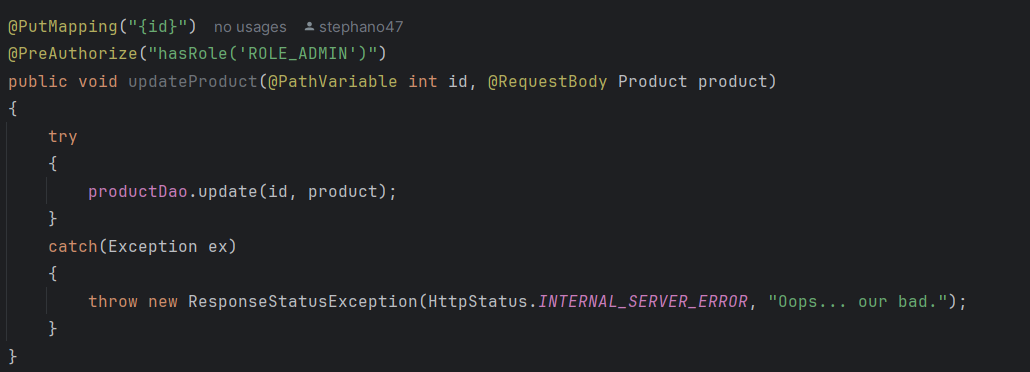 @PutMapping("{id}") no usages stephano47
@PreAuthorize("hasRole('ROLE_ADMIN')")
public void updateProduct(@PathVariable int id, @RequestBody Product product)
{
    try
    {
        productDao.update(id, product);
    }
    catch(Exception ex)
    {
        throw new ResponseStatusException(HttpStatus.INTERNAL_SERVER_ERROR, "Oops... our bad.");
    }
}